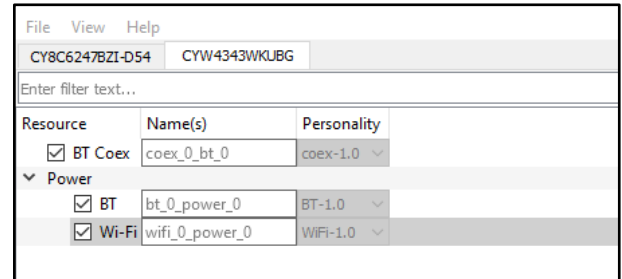 File View Help
CY8C6247BZI-D54 CYW4343WKUBG
Enter filter text...
Resource Name(s) Personality
BT Coex coex_0_bt_0 coex-1.0
Power
BT bt_0_power_0 BT-1.0
Wi-Fi wifi_0_power_0 WiFi-1.0